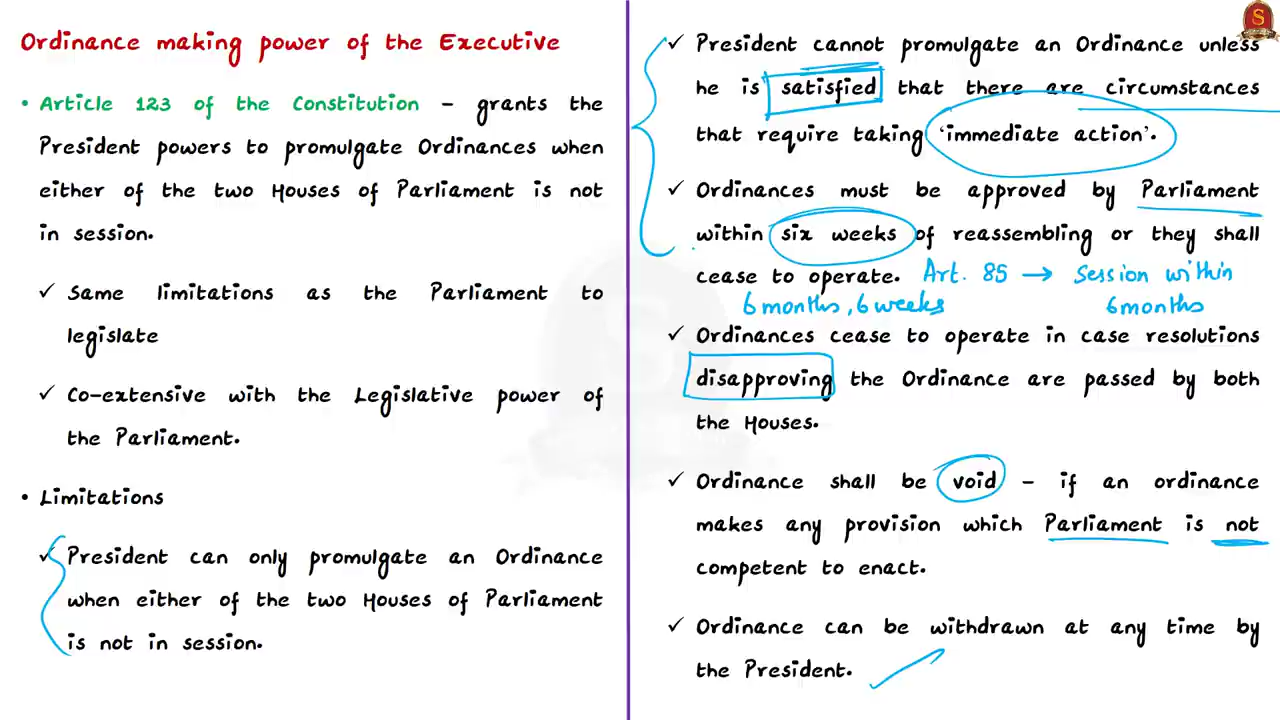 Ordinance making power of the Executive
• Article 123 of the Constitution – grants the
President powers to promulgate Ordinances when
either of the two Houses of Parliament is not
in session.
✓ Same limitations as the Parliament to
legislate
✓ Co-extensive with the Legislative power of
the Parliament.
• Limitations
✓ President can only promulgate an Ordinance
when either of the two Houses of Parliament
is not in session.
✓ President cannot promulgate an Ordinance unless
he is satisfied that there are circumstances
that require taking 'immediate action'.
✓ Ordinances must be approved by Parliament
within six weeks of reassembling or they shall
cease to operate. Art. 85 → Session within
6 months, 6 weeks 6 months
✓ Ordinances cease to operate in case resolutions
disapproving the Ordinance are passed by both
the Houses.
✓ Ordinance shall be void – if an ordinance
makes any provision which Parliament is not
competent to enact.
✓ Ordinance can be withdrawn at any time by
the President.
S